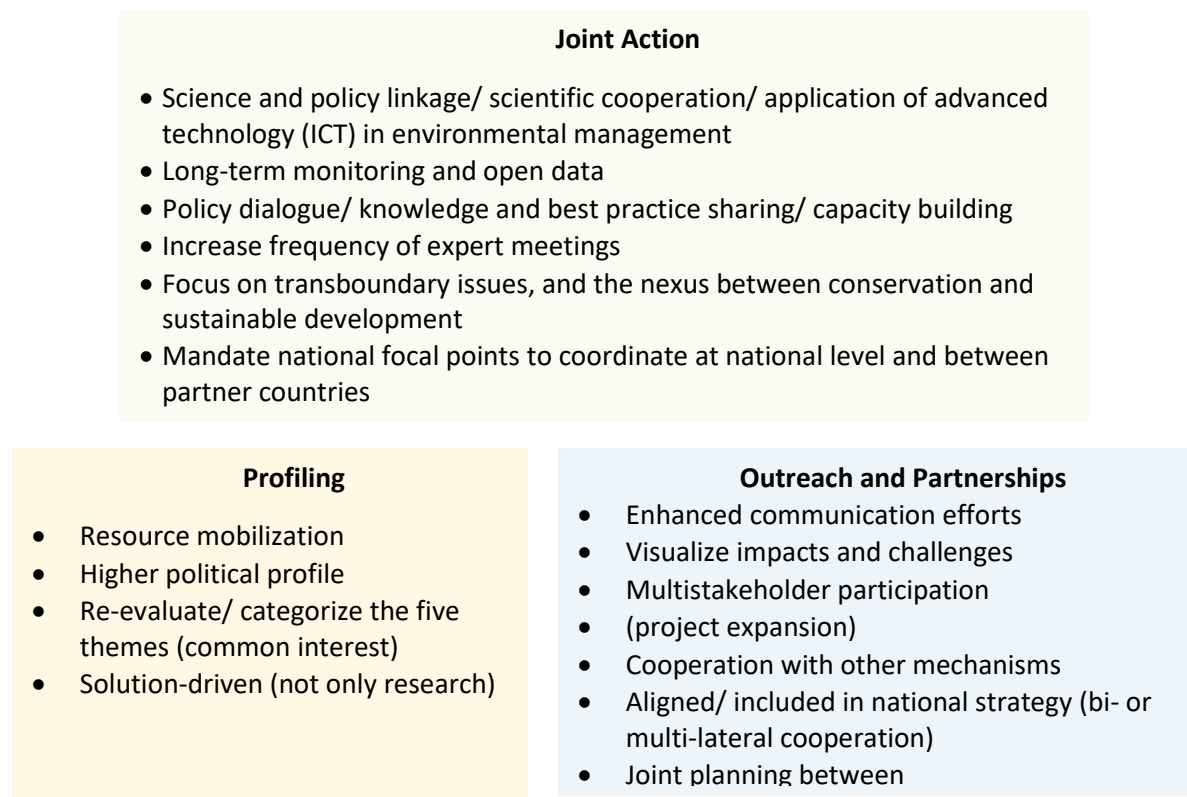 Joint Action
• Science and policy linkage/ scientific cooperation/ application of advanced
technology (ICT) in environmental management
• Long-term monitoring and open data
• Policy dialogue/ knowledge and best practice sharing/ capacity building
• Increase frequency of expert meetings
• Focus on transboundary issues, and the nexus between conservation and
sustainable development
• Mandate national focal points to coordinate at national level and between
partner countries
Profiling
• Resource mobilization
• Higher political profile
• Re-evaluate/ categorize the five
themes (common interest)
• Solution-driven (not only research)
Outreach and Partnerships
• Enhanced communication efforts
• Visualize impacts and challenges
• Multistakeholder participation
• (project expansion)
• Cooperation with other mechanisms
• Aligned/ included in national strategy (bi- or
multi-lateral cooperation)
• Joint planning between